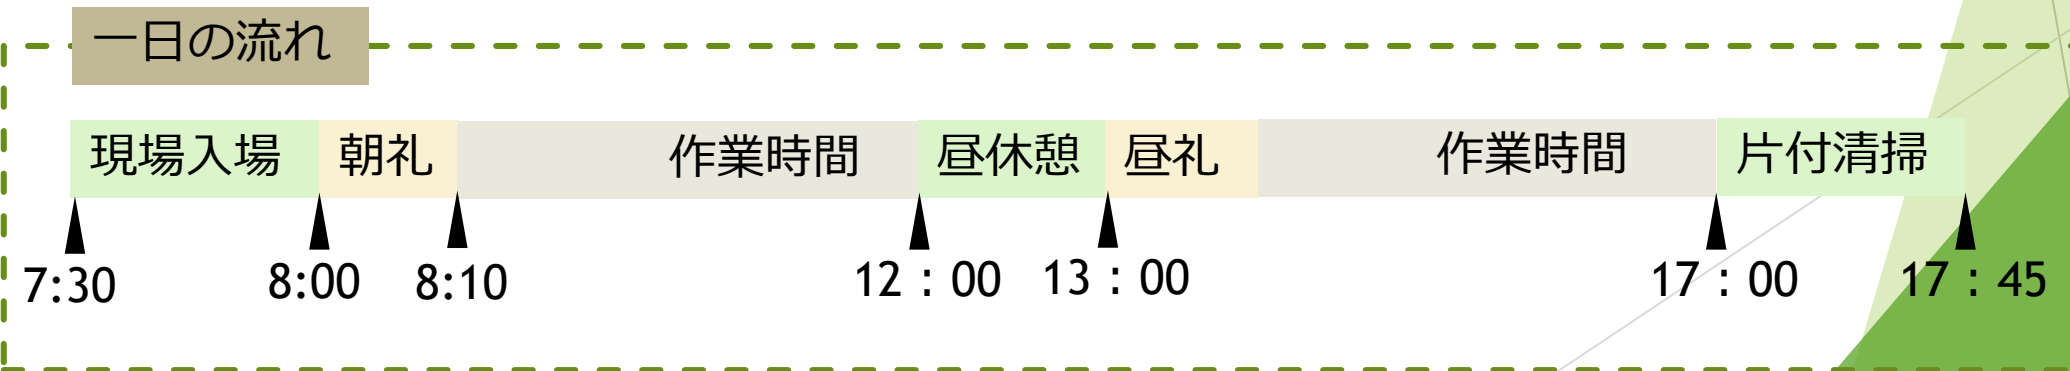 一日の流れ
現場入場 朝礼 作業時間 昼休憩 昼礼 作業時間 片付清掃
7:30 8:00 8:10 12：00 13：00 17：00 17：45